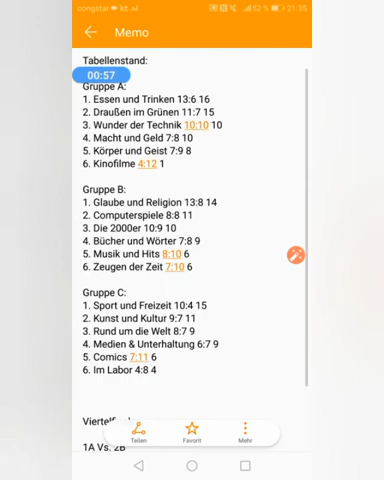 congstar kt 52 % 21:35
Memo
Tabellenstand:
00:57
Gruppe A:
1. Essen und Trinken 13:6 16
2. Draußen im Grünen 11:7 15
3. Wunder der Technik 10:10 10
4. Macht und Geld 7:8 10
5. Körper und Geist 7:9 8
6. Kinofilme 4:12 1
Gruppe B:
1. Glaube und Religion 13:8 14
2. Computerspiele 8:8 11
3. Die 2000er 10:9 10
4. Bücher und Wörter 7:8 9
5. Musik und Hits 8:10 6
6. Zeugen der Zeit 7:10 6
Gruppe C:
1. Sport und Freizeit 10:4 15
2. Kunst und Kultur 9:7 11
3. Rund um die Welt 8:7 9
4. Medien & Unterhaltung 6:7 9
5. Comics 7:11 6
6. Im Labor 4:8 4
Teilen Favorit Mehr
1A Vs. 2B